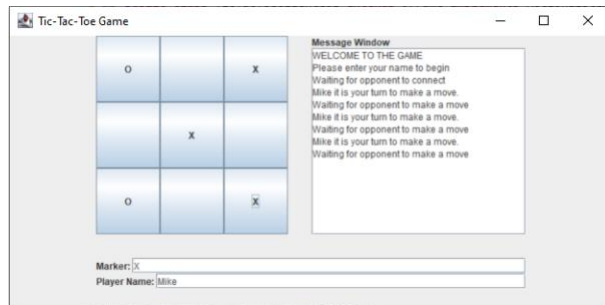 Tic-Tac-Toe Game
O X
X
O X
Message Window
WELCOME TO THE GAME
Please enter your name to begin
Waiting for opponent to connect
Mike it is your turn to make a move.
Waiting for opponent to make a move
Mike it is your turn to make a move.
Waiting for opponent to make a move
Mike it is your turn to make a move.
Waiting for opponent to make a move
Marker: X
Player Name: Mike